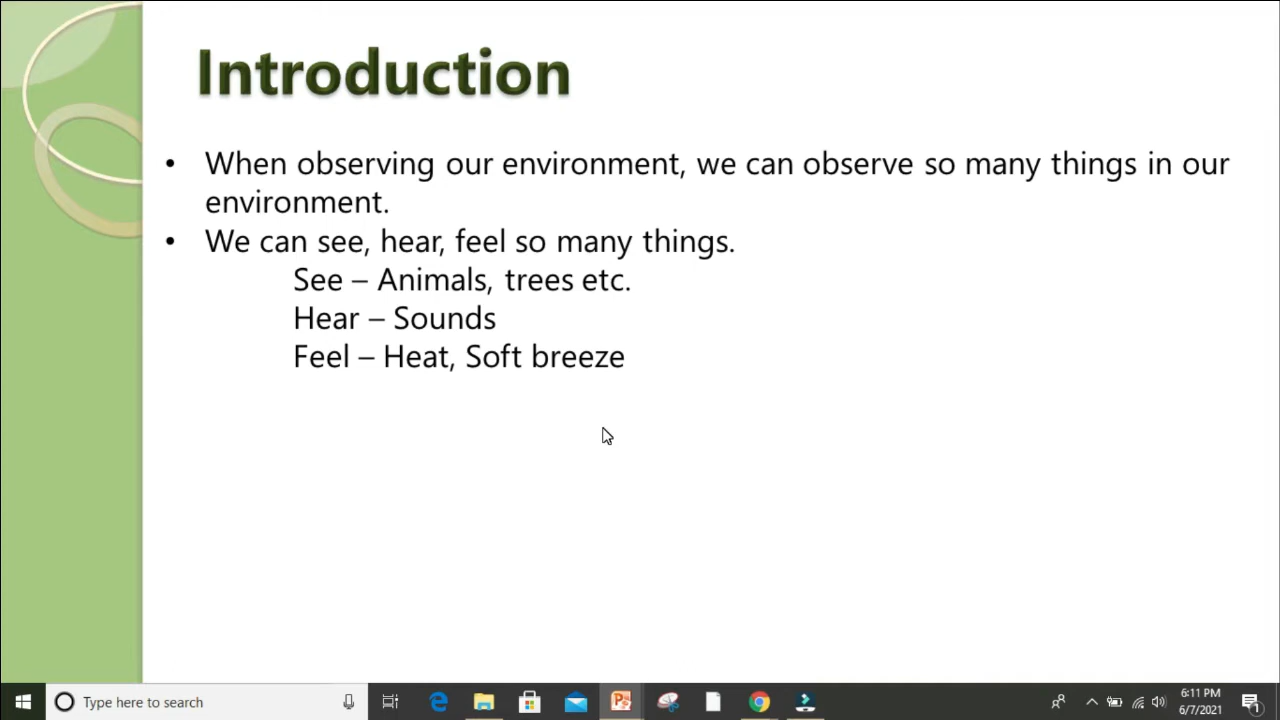 Introduction
• When observing our environment, we can observe so many things in our
environment.
• We can see, hear, feel so many things.
See – Animals, trees etc.
Hear – Sounds
Feel – Heat, Soft breeze
Type here to search
6:11 PM
6/7/2021
1